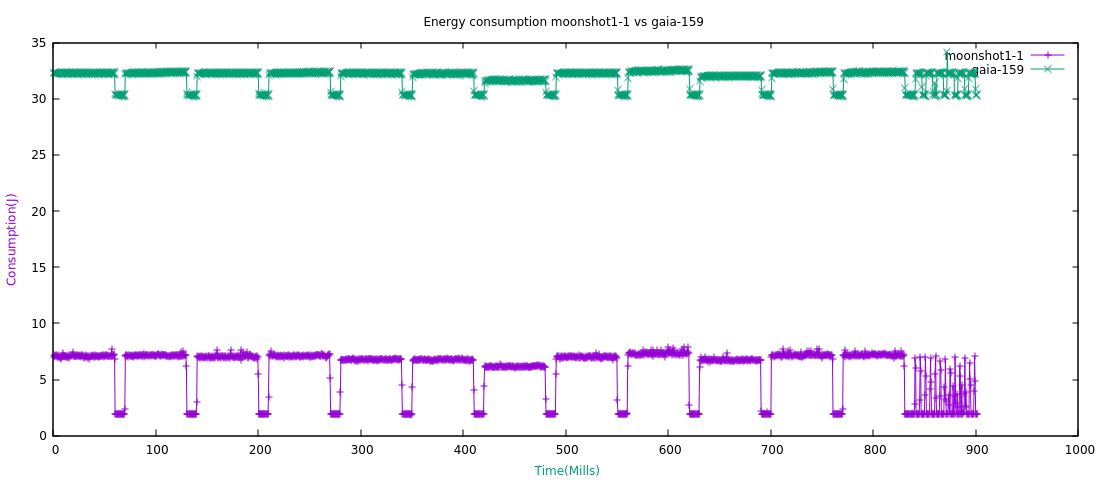 Energy consumption moonshot1-1 vs gaia-159
35
30
25
20
15
10
5
0
Consumption(J)
moonshot1-1
gaia-159
0 100 200 300 400 500 600 700 800 900 1000
Time(Mills)